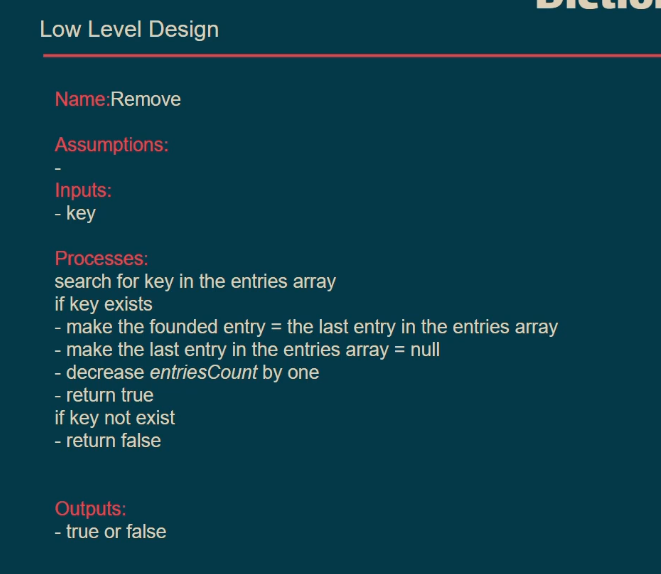 Low Level Design
Name:Remove
Assumptions:
-
Inputs:
- key
Processes:
search for key in the entries array
if key exists
- make the founded entry = the last entry in the entries array
- make the last entry in the entries array = null
- decrease entriesCount by one
- return true
if key not exist
- return false
Outputs:
- true or false